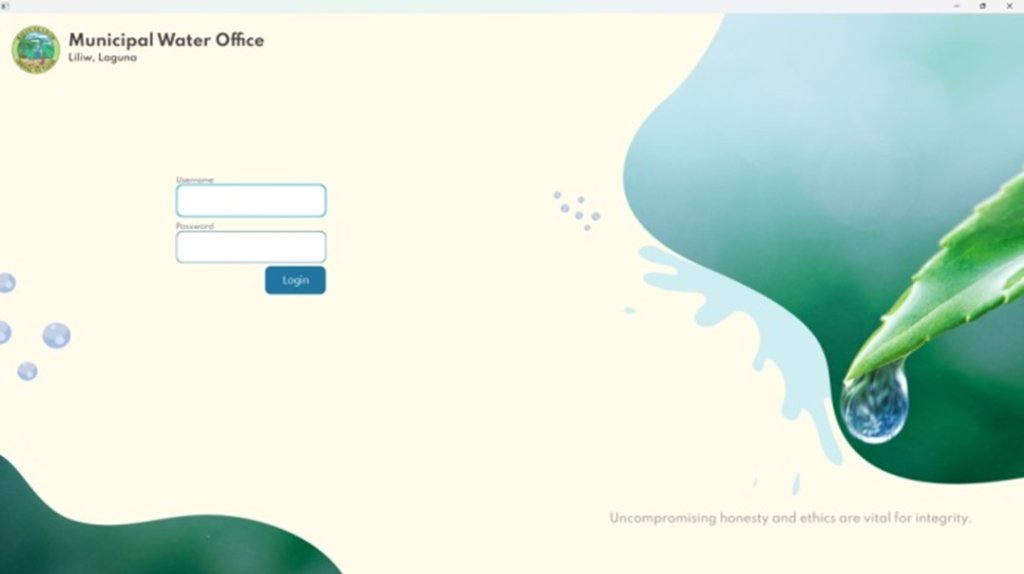 Municipal Water Office
Liliw, Laguna
Username
Password
Login
Uncompromising honesty and ethics are vital for integrity.